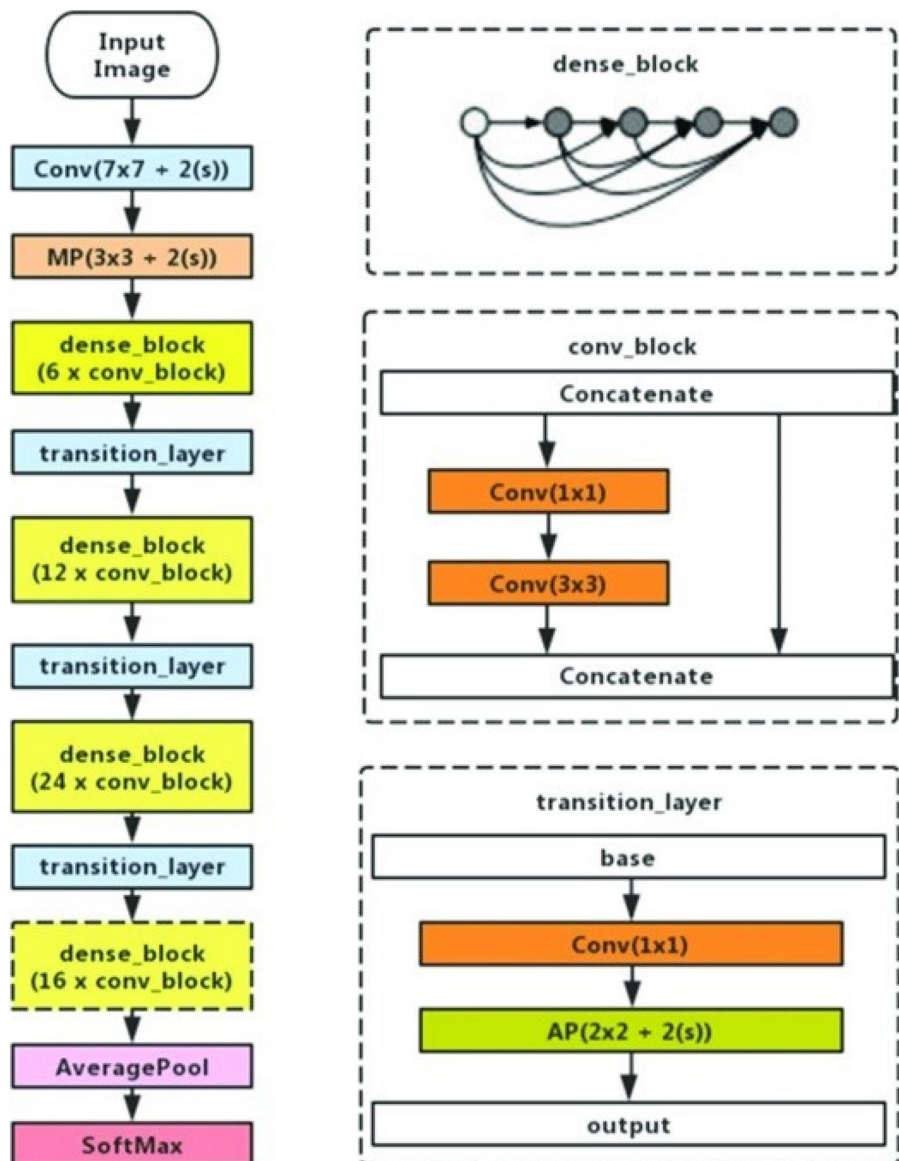 Input
Image
Conv(7x7 + 2(s))
MP(3x3 + 2(s))
dense_block
(6 x conv_block)
transition_layer
dense_block
(12 x conv_block)
transition_layer
dense_block
(24 x conv_block)
transition_layer
dense_block
(16 x conv_block)
AveragePool
SoftMax
dense_block
conv_block
Concatenate
Conv(1x1)
Conv(3x3)
Concatenate
transition_layer
base
Conv(1x1)
AP(2x2 + 2(s))
output